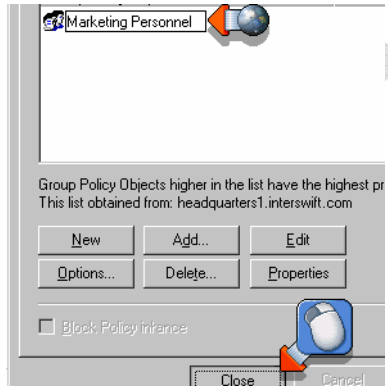 Marketing Personnel
Group Policy Objects higher in the list have the highest pr
This list obtained from: headquarters1.interswift.com
New Add... Edit
Options... Delete... Properties
Block Policy inhrance
Close Cancel